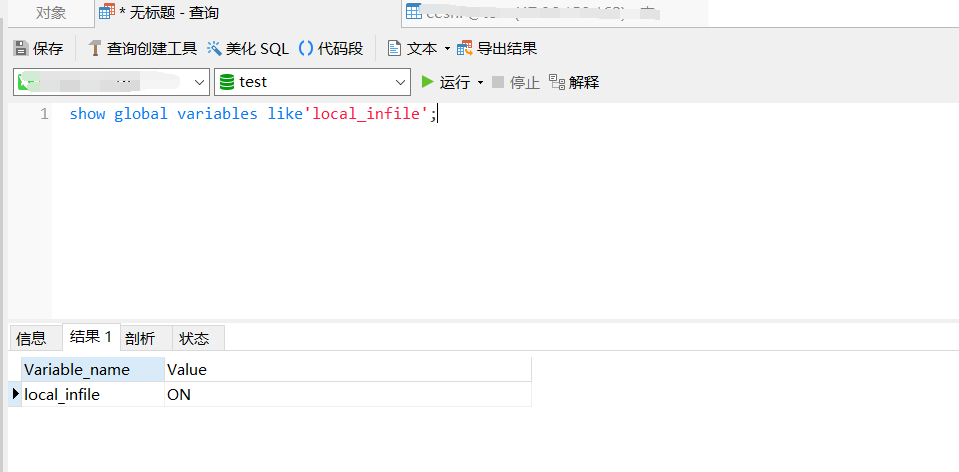 对象
* 无标题 - 查询
保存 查询创建工具 美化 SQL 代码段 文本 导出结果
test 运行 停止 解释
1 show global variables like'local_infile';
信息 结果 1 剖析 状态
Variable_name Value
local_infile ON